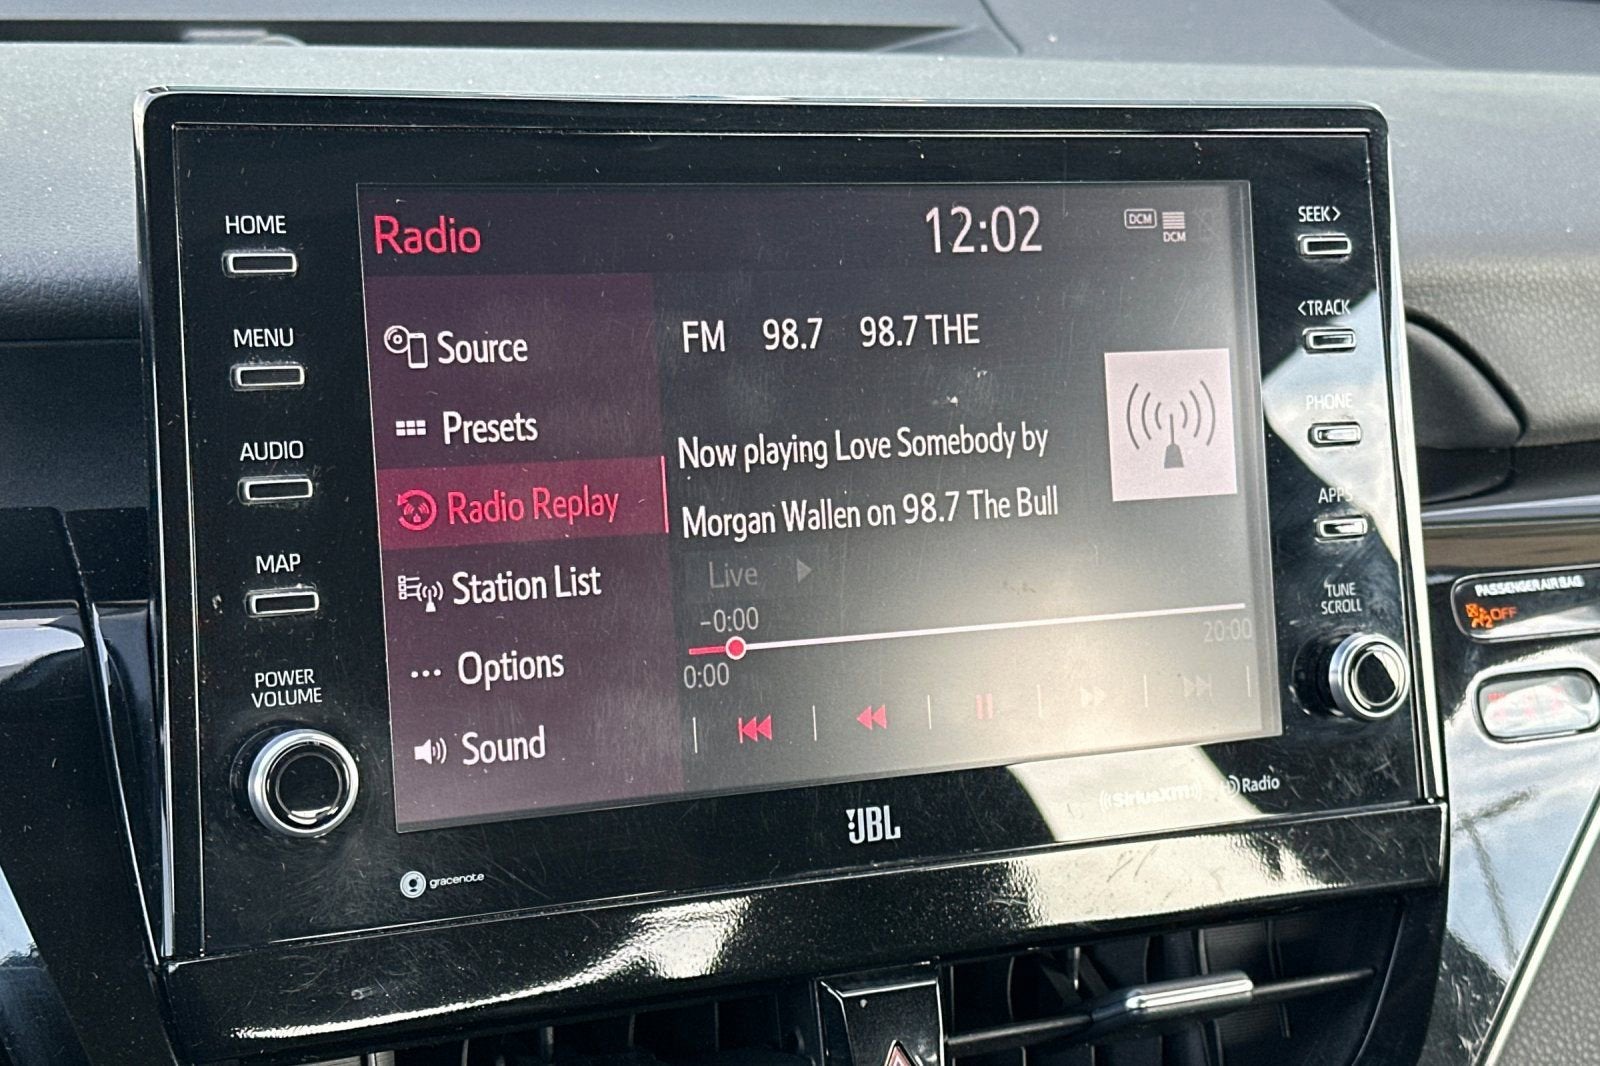 HOME
MENU
AUDIO
MAP
POWER
VOLUME
Radio
12:02
DCM
DCM
Source
Presets
Radio Replay
Station List
Options
Sound
FM 98.7 98.7 THE
Now playing Love Somebody by
Morgan Wallen on 98.7 The Bull
Live
-0:00
0:00
20:00
SEEK>
<TRACK
PHONE
APPS
TUNE
SCROLL
PASSENGER AIR BAG
OFF
JBL
SiriusXM
HD Radio
gracenote